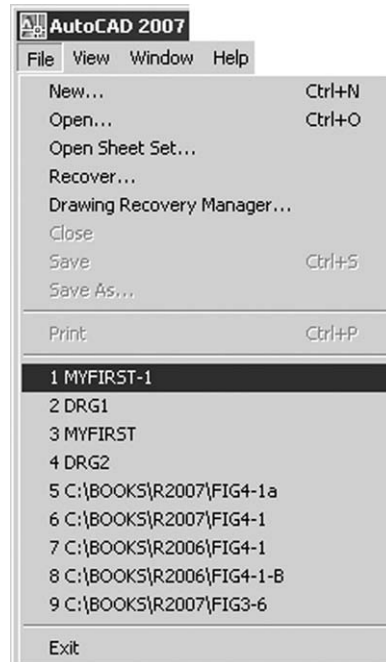 AutoCAD 2007
File View Window Help
New... Ctrl+N
Open... Ctrl+O
Open Sheet Set...
Recover...
Drawing Recovery Manager...
Close
Save Ctrl+S
Save As...
Print Ctrl+P
1 MYFIRST-1
2 DRG1
3 MYFIRST
4 DRG2
5 C:\BOOKS\R2007\FIG4-1a
6 C:\BOOKS\R2007\FIG4-1
7 C:\BOOKS\R2006\FIG4-1
8 C:\BOOKS\R2006\FIG4-1-B
9 C:\BOOKS\R2007\FIG3-6
Exit